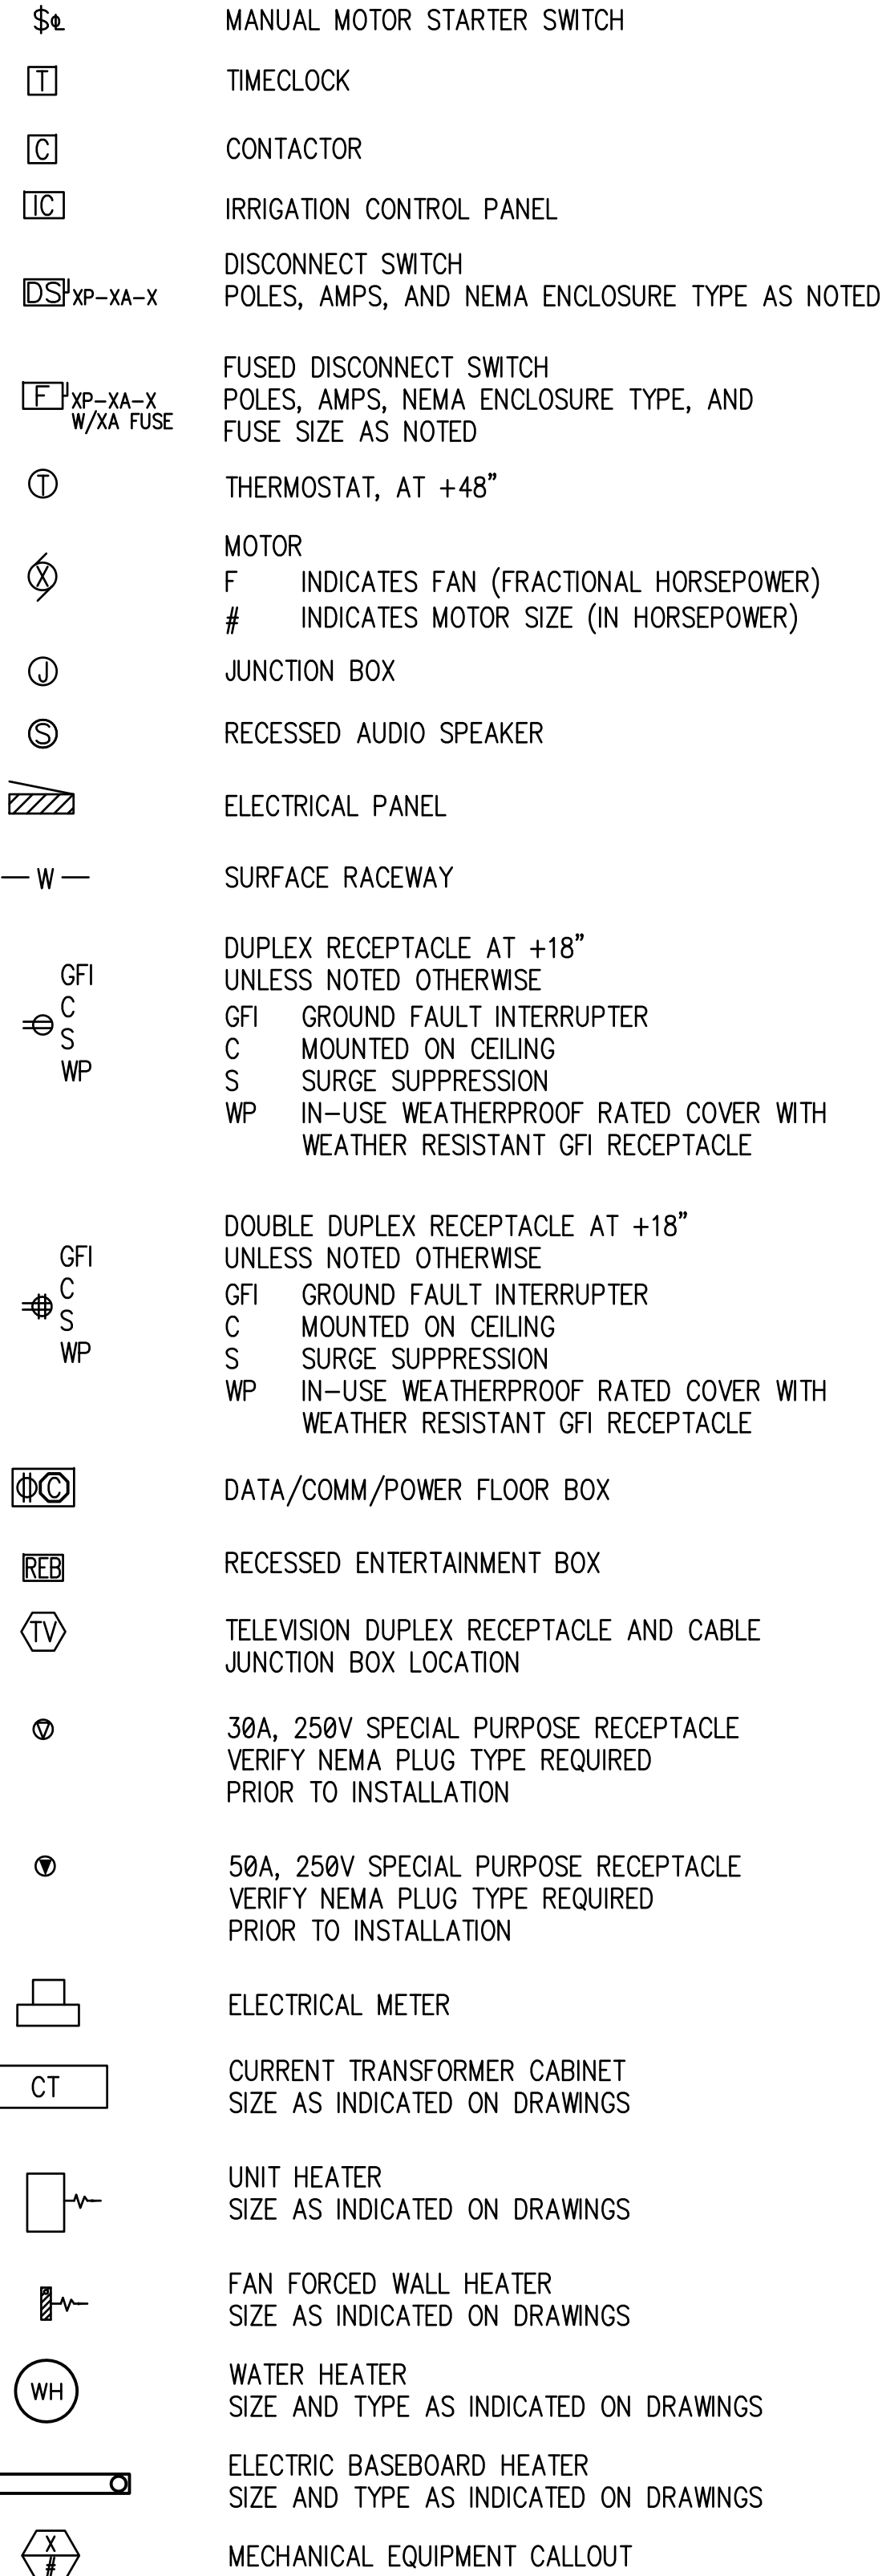 $ MANUAL MOTOR STARTER SWITCH
T TIMECLOCK
C CONTACTOR
IC IRRIGATION CONTROL PANEL
DISCONNECT SWITCH
DS XP-XA-X POLES, AMPS, AND NEMA ENCLOSURE TYPE AS NOTED
FUSED DISCONNECT SWITCH
F XP-XA-X POLES, AMPS, NEMA ENCLOSURE TYPE, AND
W/XA FUSE FUSE SIZE AS NOTED
T THERMOSTAT, AT +48"
MOTOR
X F INDICATES FAN (FRACTIONAL HORSEPOWER)
# INDICATES MOTOR SIZE (IN HORSEPOWER)
J JUNCTION BOX
S RECESSED AUDIO SPEAKER
ELECTRICAL PANEL
W SURFACE RACEWAY
DUPLEX RECEPTACLE AT +18"
GFI UNLESS NOTED OTHERWISE
C GFI GROUND FAULT INTERRUPTER
S C MOUNTED ON CEILING
WP S SURGE SUPPRESSION
WP IN-USE WEATHERPROOF RATED COVER WITH
WEATHER RESISTANT GFI RECEPTACLE
DOUBLE DUPLEX RECEPTACLE AT +18"
GFI UNLESS NOTED OTHERWISE
C GFI GROUND FAULT INTERRUPTER
S C MOUNTED ON CEILING
WP S SURGE SUPPRESSION
WP IN-USE WEATHERPROOF RATED COVER WITH
WEATHER RESISTANT GFI RECEPTACLE
C DATA/COMM/POWER FLOOR BOX
REB RECESSED ENTERTAINMENT BOX
TV TELEVISION DUPLEX RECEPTACLE AND CABLE
JUNCTION BOX LOCATION
30A, 250V SPECIAL PURPOSE RECEPTACLE
VERIFY NEMA PLUG TYPE REQUIRED
PRIOR TO INSTALLATION
50A, 250V SPECIAL PURPOSE RECEPTACLE
VERIFY NEMA PLUG TYPE REQUIRED
PRIOR TO INSTALLATION
ELECTRICAL METER
CT CURRENT TRANSFORMER CABINET
SIZE AS INDICATED ON DRAWINGS
UNIT HEATER
SIZE AS INDICATED ON DRAWINGS
FAN FORCED WALL HEATER
SIZE AS INDICATED ON DRAWINGS
WH WATER HEATER
SIZE AND TYPE AS INDICATED ON DRAWINGS
ELECTRIC BASEBOARD HEATER
SIZE AND TYPE AS INDICATED ON DRAWINGS
X
# MECHANICAL EQUIPMENT CALLOUT